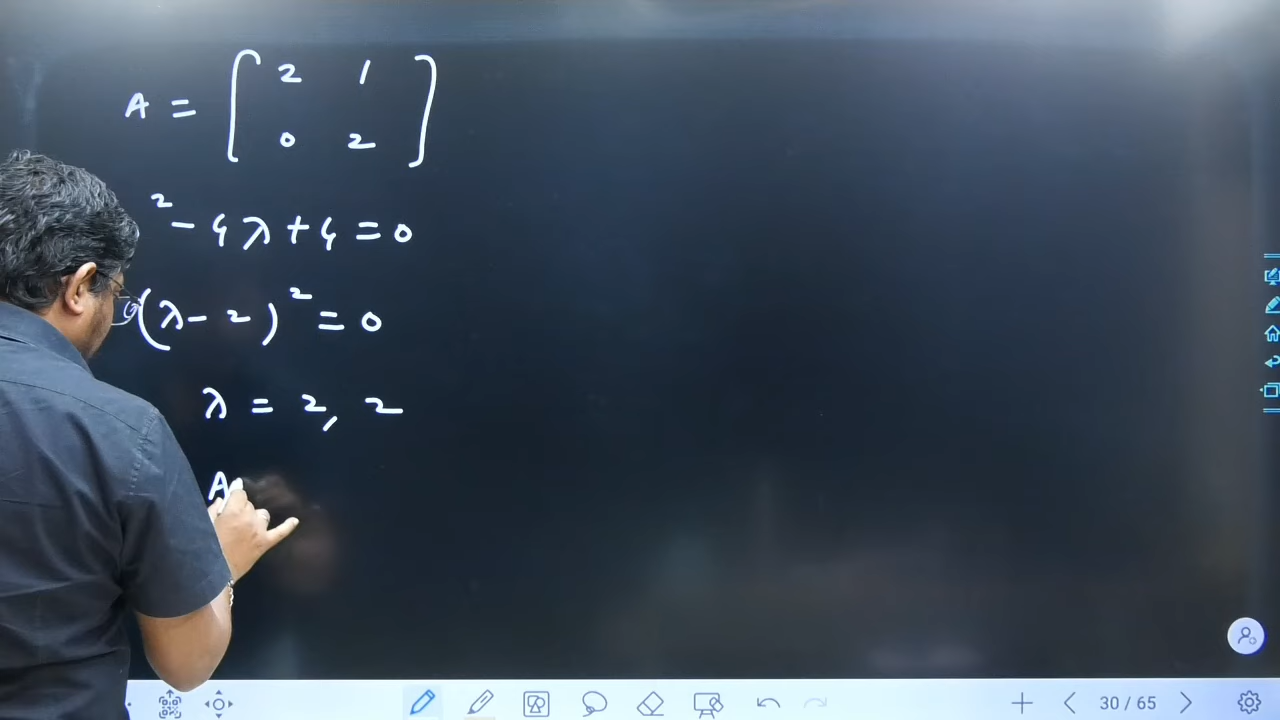 A = [ 2 1
0 2 ]
² - 4λ + 4 = 0
(λ - 2)² = 0
λ = 2, 2
A
30 / 65